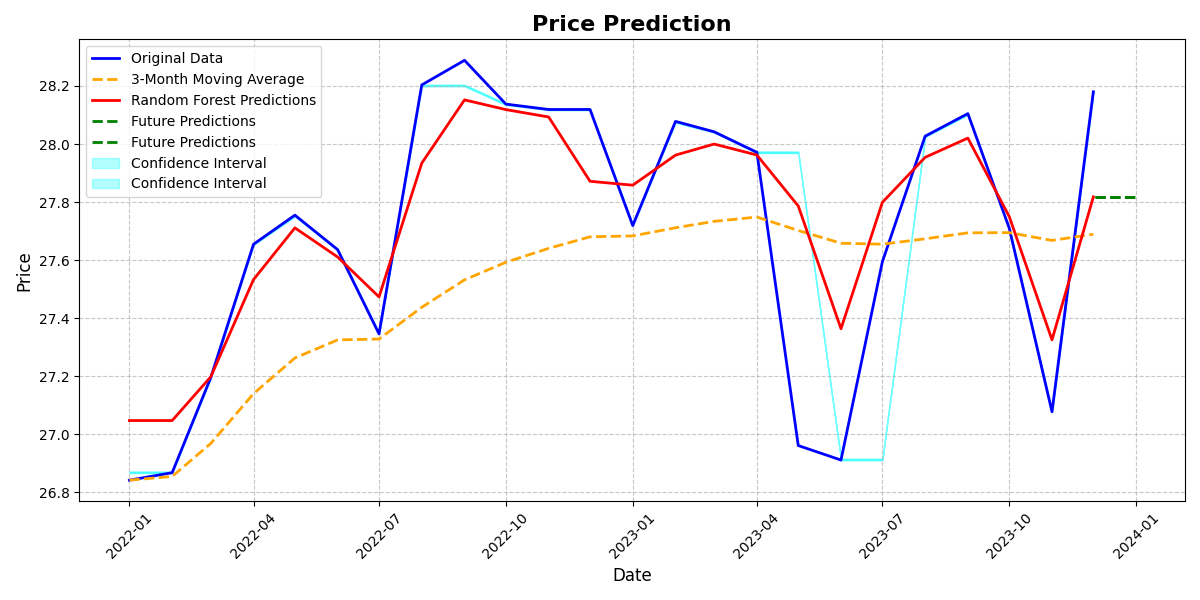 Price Prediction
Original Data
3-Month Moving Average
Random Forest Predictions
Future Predictions
Future Predictions
Confidence Interval
Confidence Interval
Price
28.2
28.0
27.8
27.6
27.4
27.2
27.0
26.8
2022-01
2022-04
2022-07
2022-10
2023-01
2023-04
2023-07
2023-10
2024-01
Date